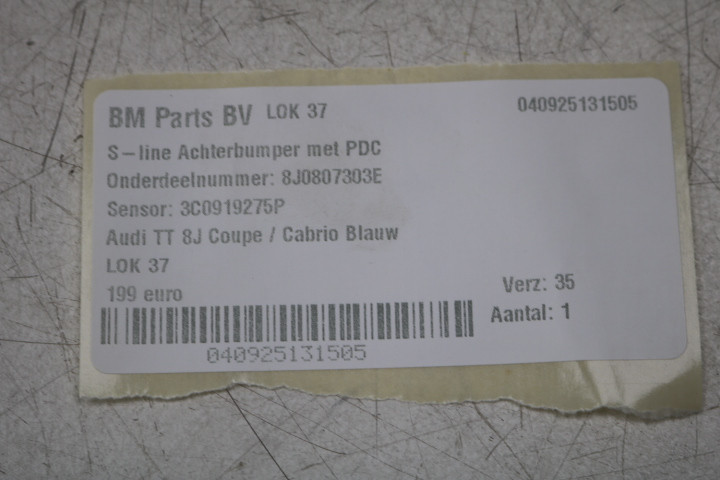 BM Parts BV LOK 37 040925131505
S-line Achterbumper met PDC
Onderdeelnummer: 8J0807303E
Sensor: 3C0919275P
Audi TT 8J Coupe / Cabrio Blauw
LOK 37
199 euro
Verz: 35
Aantal: 1
040925131505